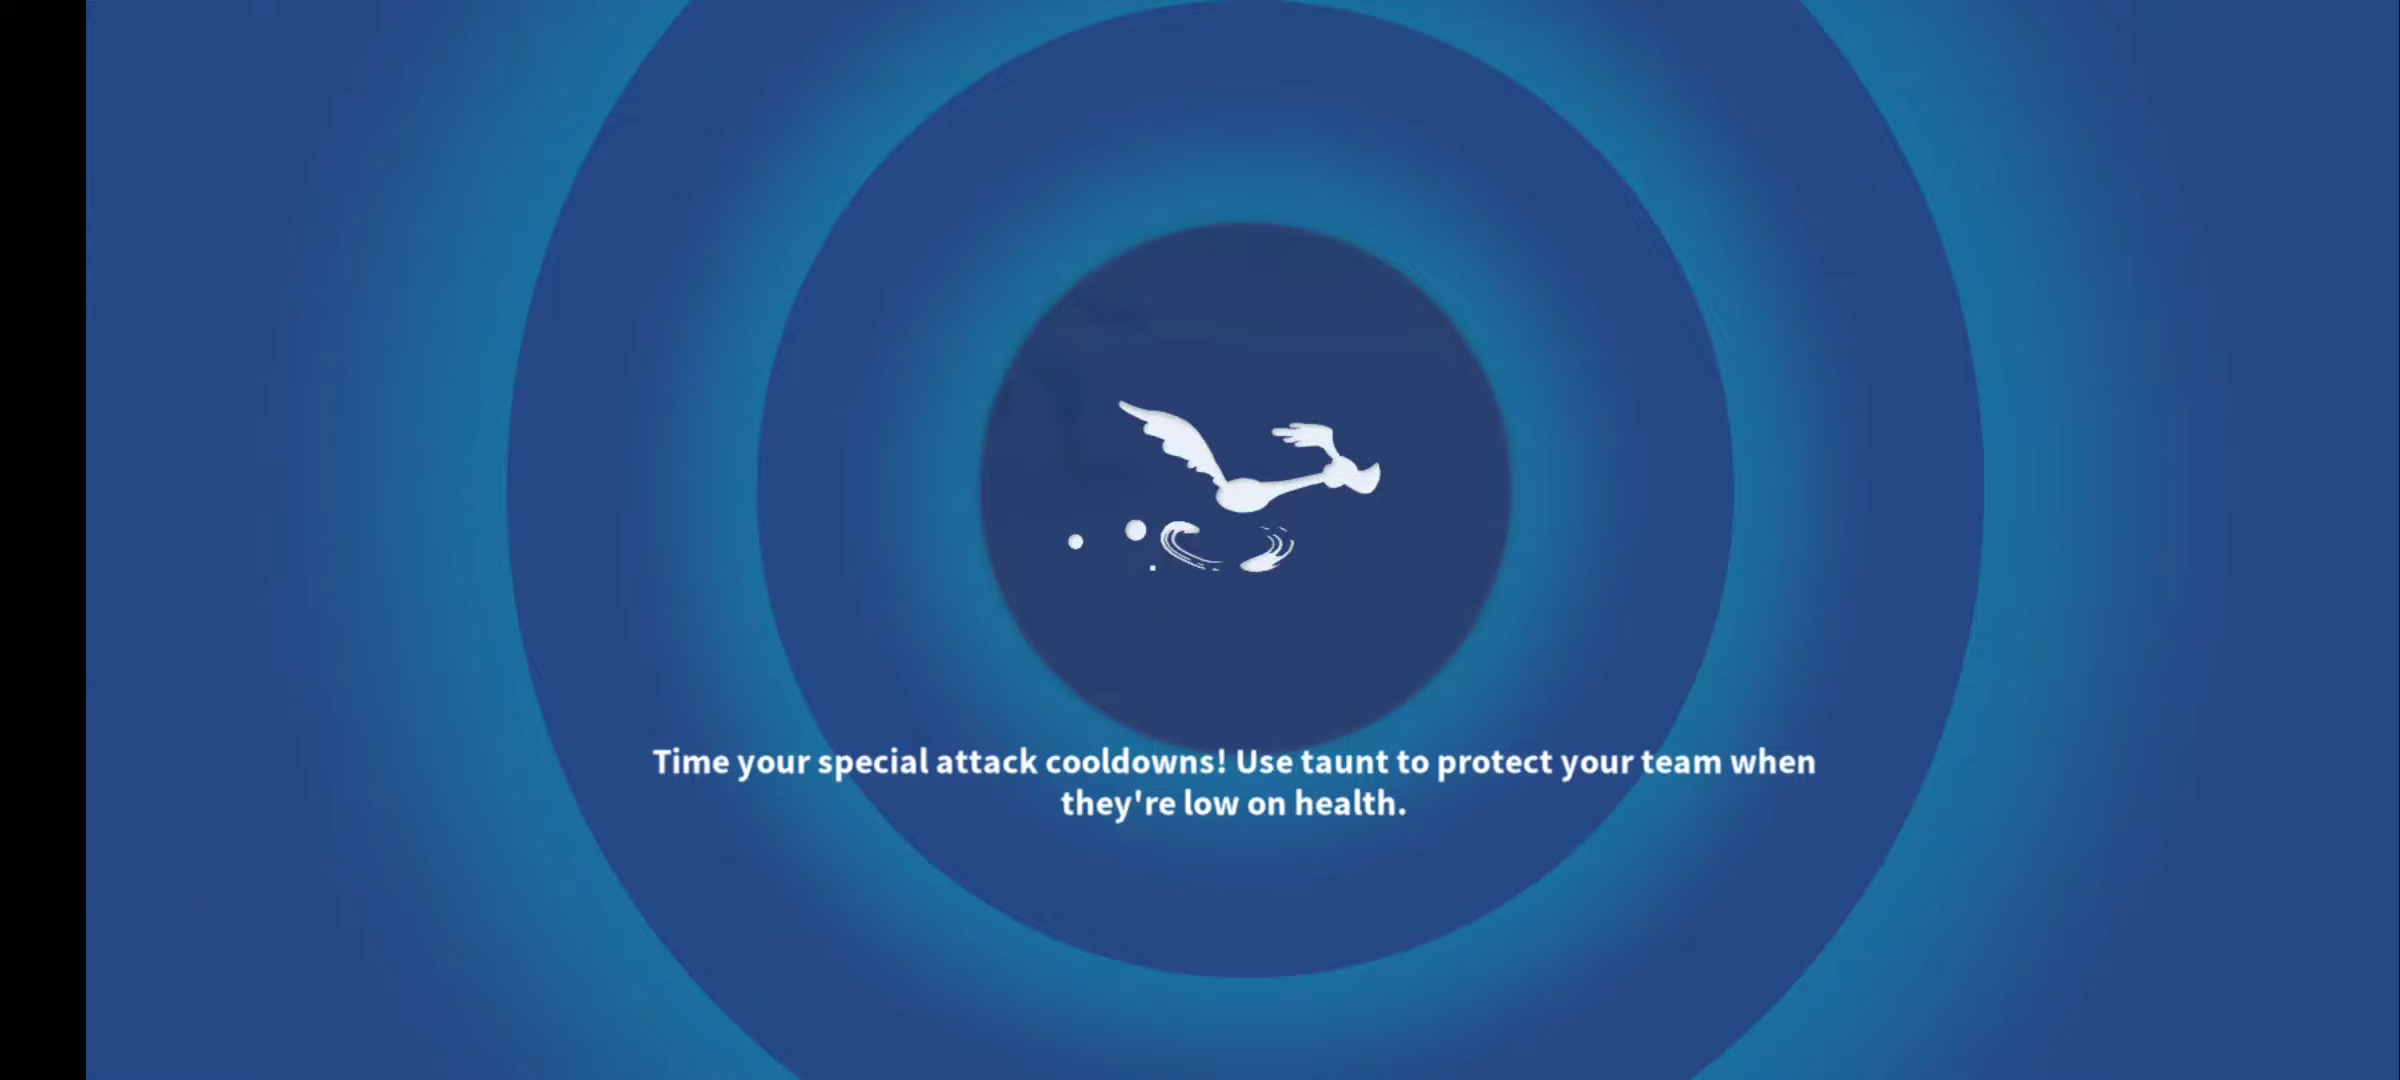 Time your special attack cooldowns! Use taunt to protect your team when
they're low on health.